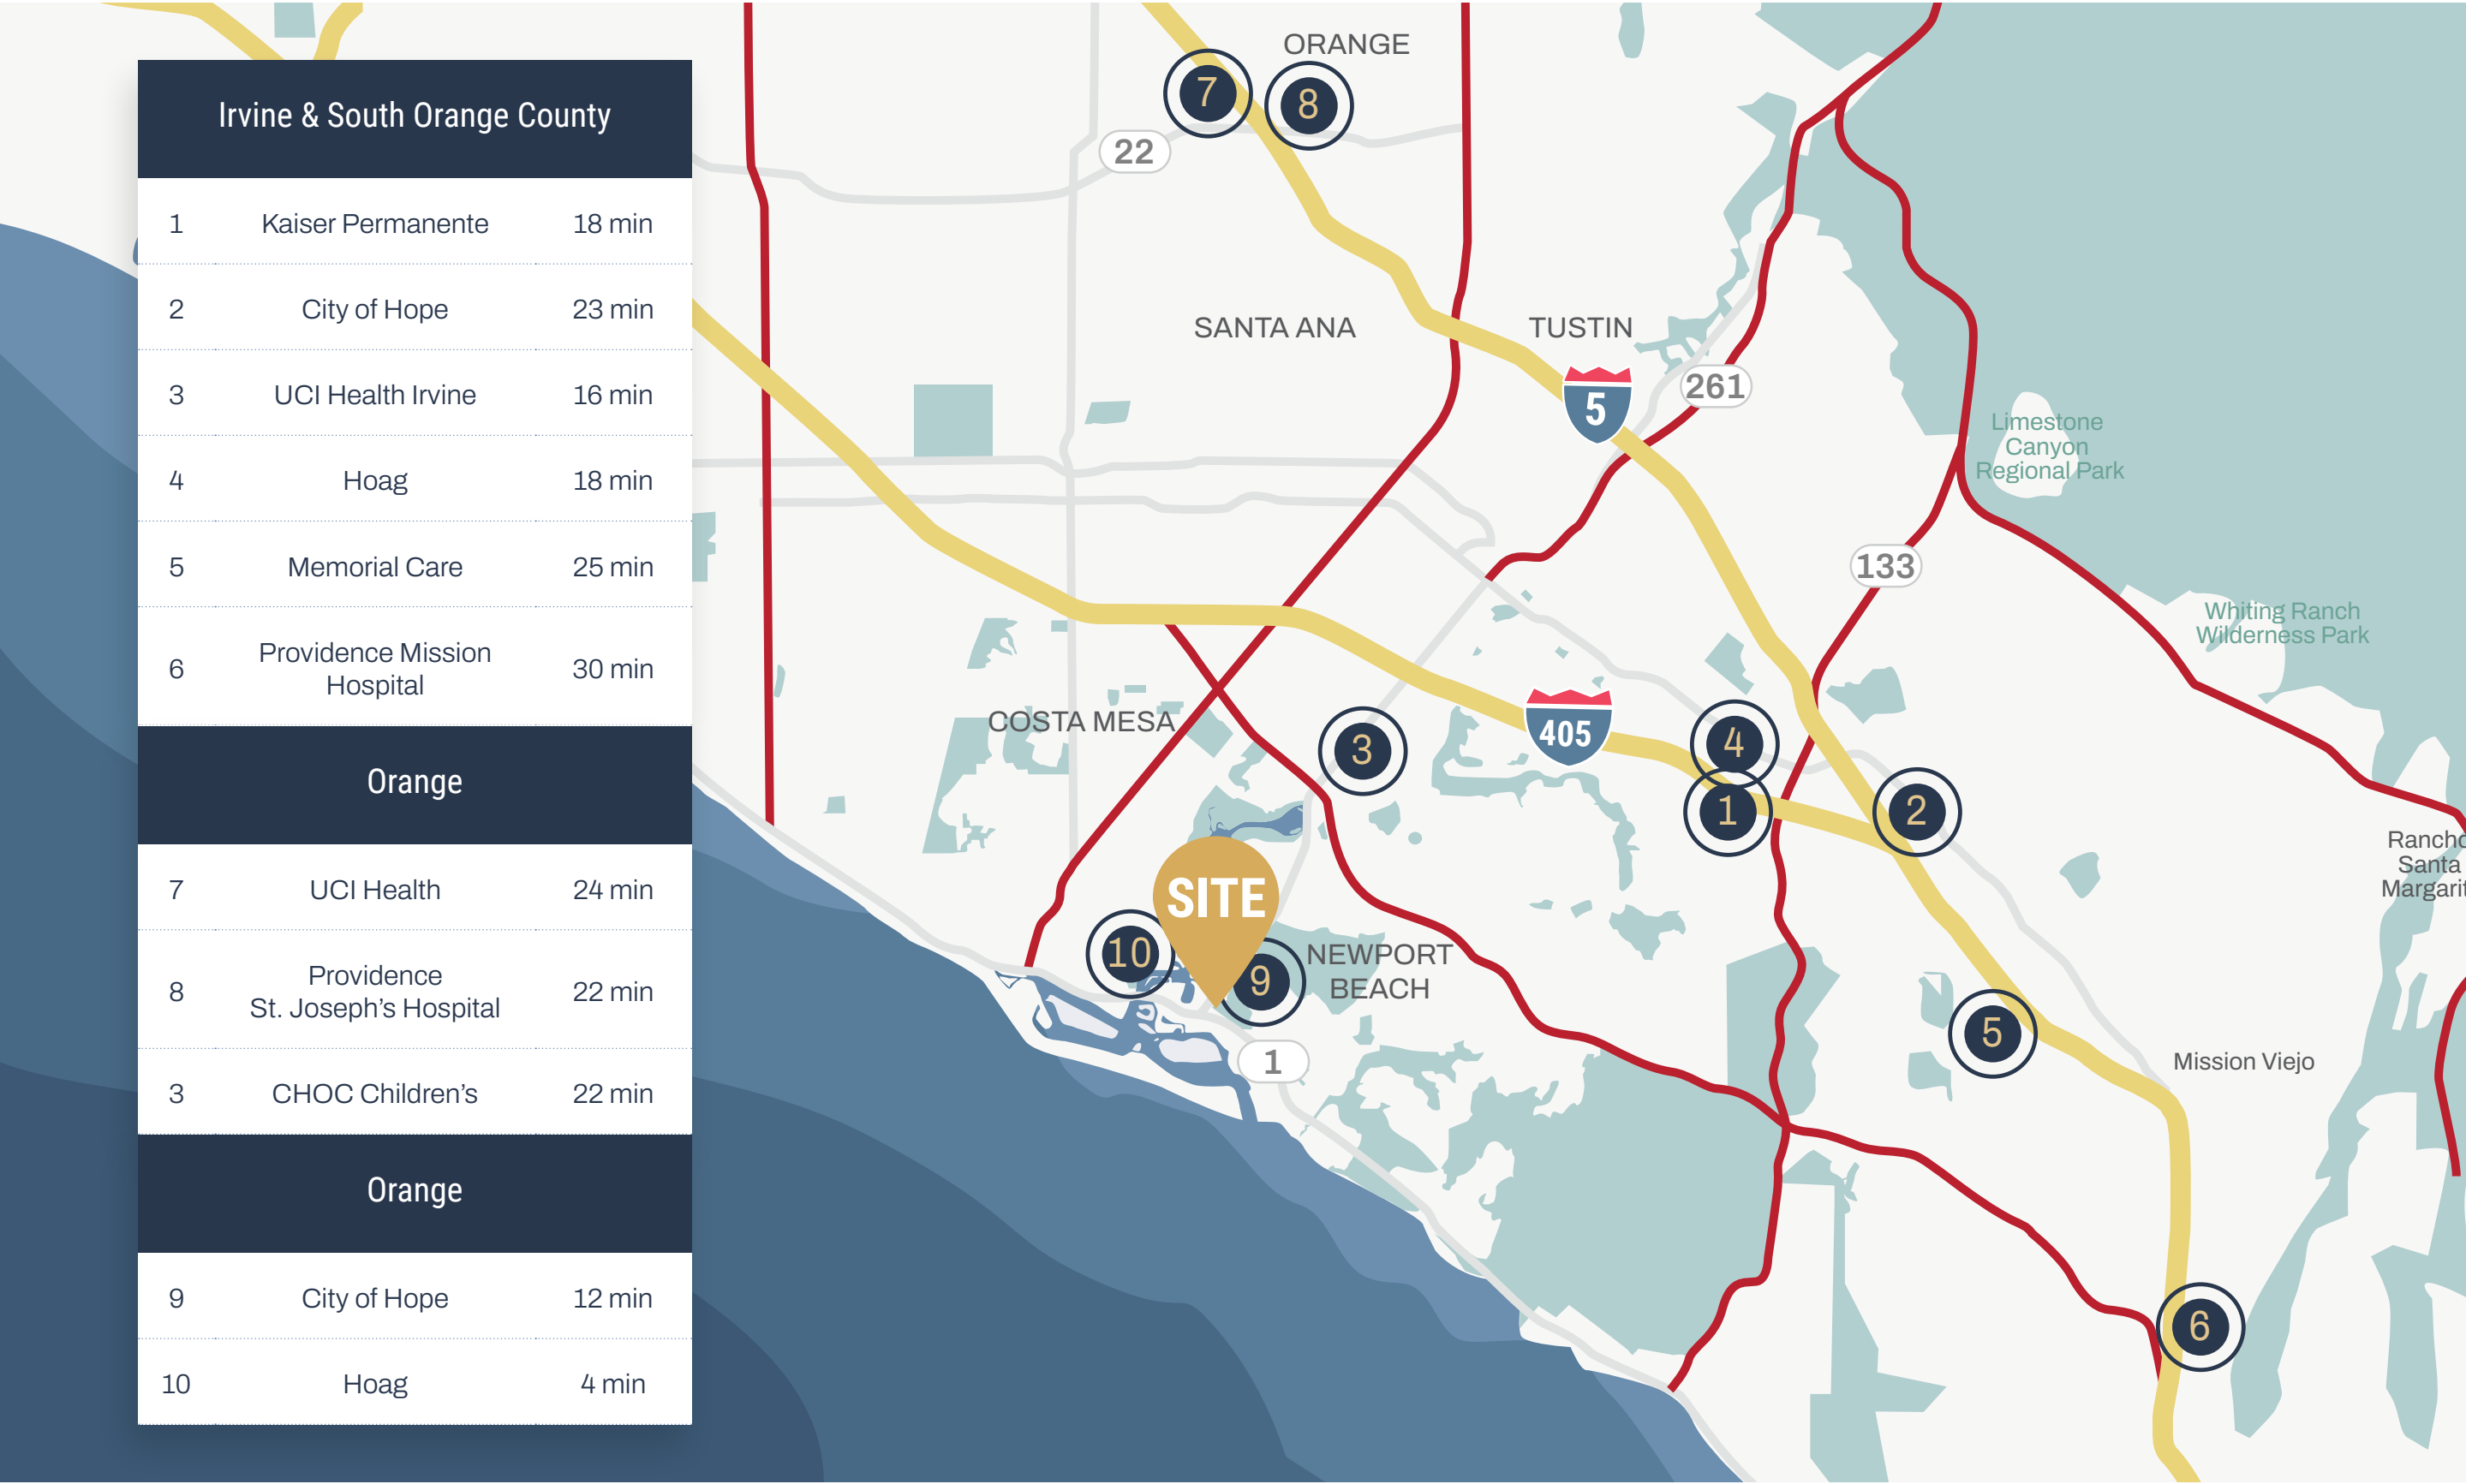 Irvine & South Orange County
1 Kaiser Permanente 18 min
2 City of Hope 23 min
3 UCI Health Irvine 16 min
4 Hoag 18 min
5 Memorial Care 25 min
6 Providence Mission Hospital 30 min
Orange
7 UCI Health 24 min
8 Providence St. Joseph’s Hospital 22 min
3 CHOC Children’s 22 min
Orange
9 City of Hope 12 min
10 Hoag 4 min
ORANGE
7
8
22
SANTA ANA
TUSTIN
261
5
Limestone
Canyon
Regional Park
133
Whiting Ranch
Wilderness Park
COSTA MESA
3
405
4
1
2
Rancho
Santa
Margarit
SITE
10
9
NEWPORT
BEACH
5
1
Mission Viejo
6